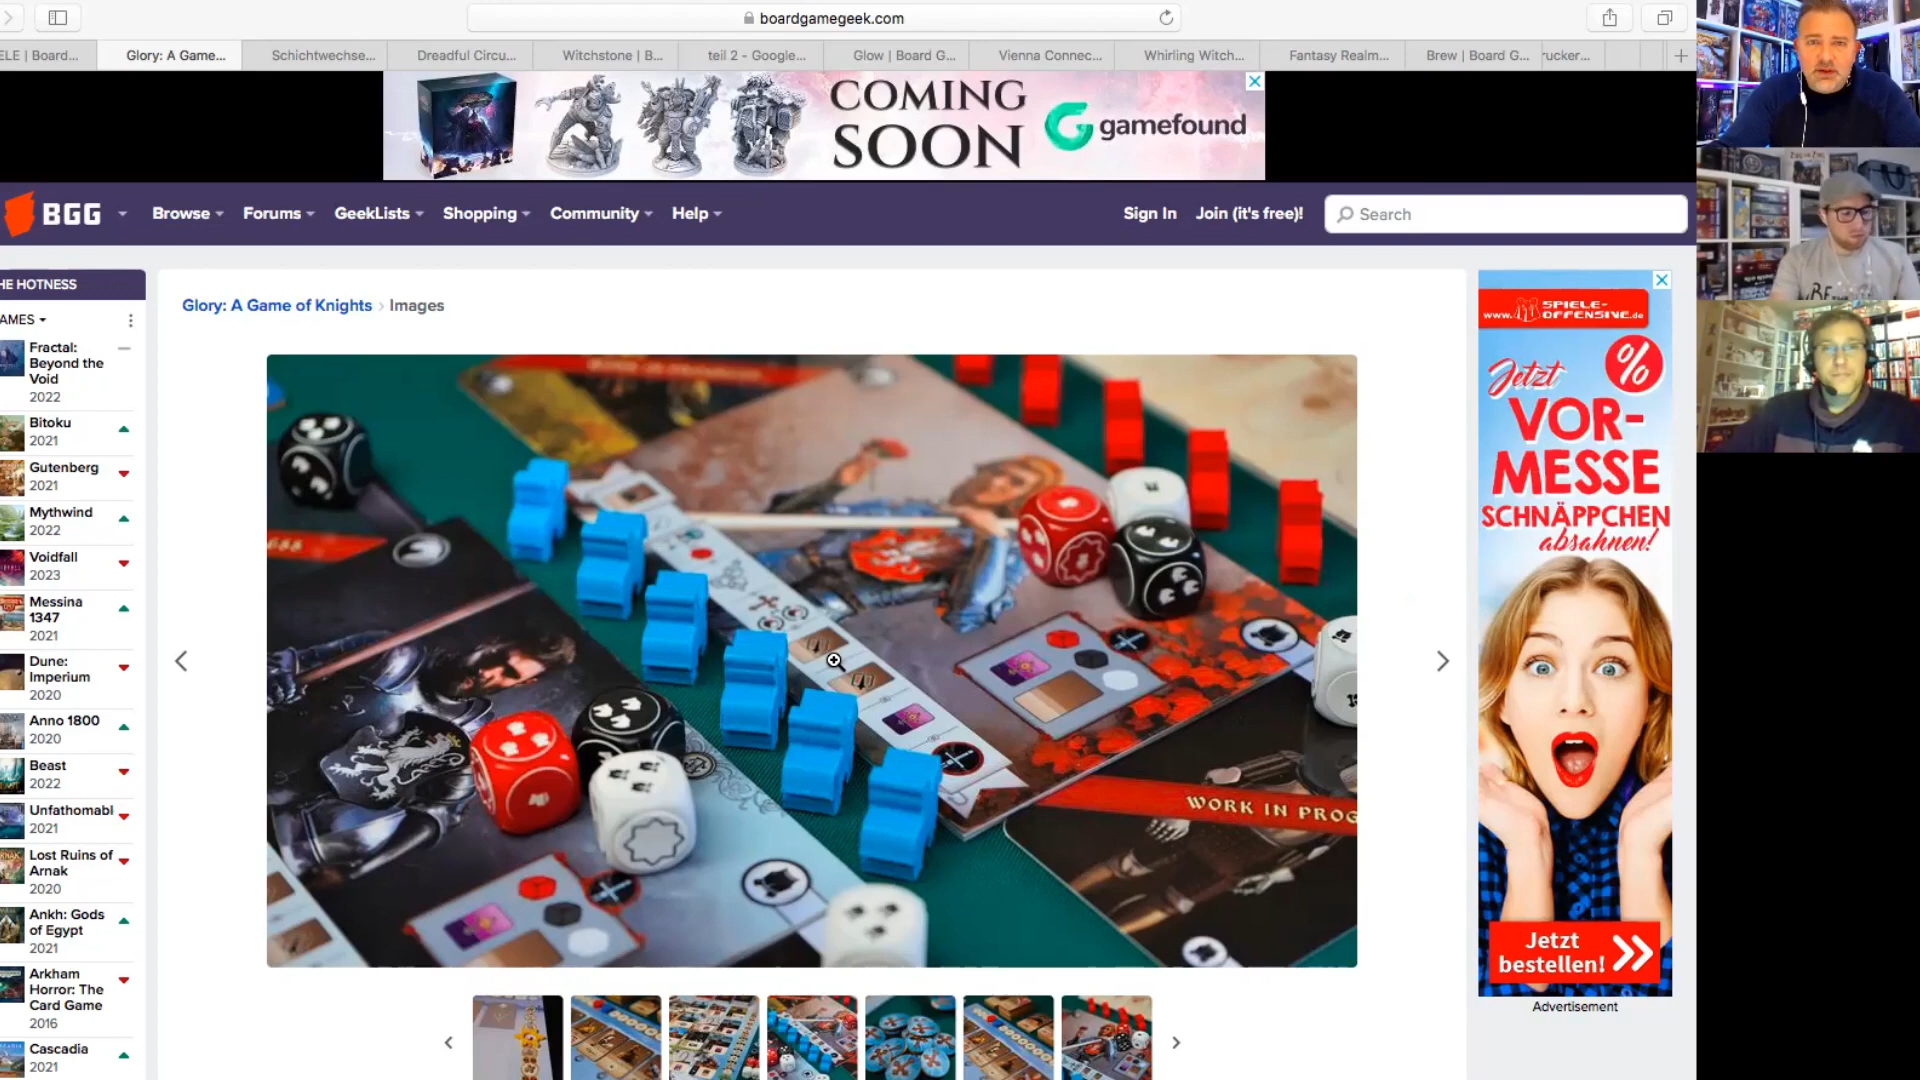 boardgamegeek.com
ELE | Board...
Glory: A Game...
Schichtwechse...
Dreadful Circu...
Witchstone | B...
teil 2 - Google...
Glow | Board G...
Vienna Connec...
Whirling Witch...
Fantasy Realm...
Brew | Board G...
rucker...
COMING
SOON
gamefound
BGG
Browse
Forums
GeekLists
Shopping
Community
Help
Sign In
Join (it's free)!
Search
HE HOTNESS
AMES
Fractal:
Beyond the
Void
2022
Bitoku
2021
Gutenberg
2021
Mythwind
2022
Voidfall
2023
Messina
1347
2021
Dune:
Imperium
2020
Anno 1800
2020
Beast
2022
Unfathomabl
2021
Lost Ruins of
Arnak
2020
Ankh: Gods
of Egypt
2021
Arkham
Horror: The
Card Game
2016
Cascadia
2021
Glory: A Game of Knights › Images
WORK IN PROG
www. SPIELE-
OFFENSIVE.de
%
Jetzt
VOR-
MESSE
SCHNÄPPCHEN
absahnen!
Jetzt
bestellen!
Advertisement